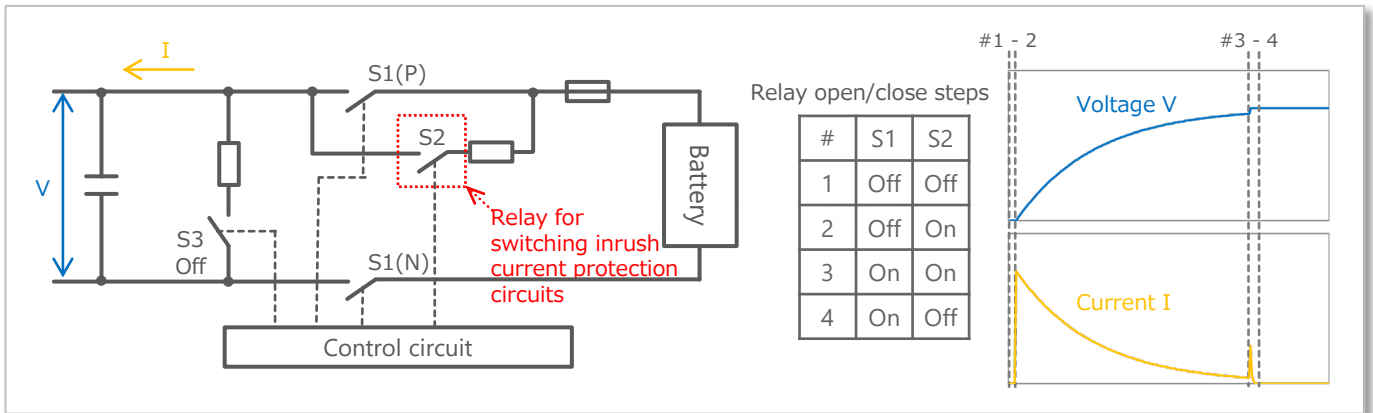 I
S1(P)
S2
V
S3
Off
Battery
Relay for
switching inrush
current protection
circuits
S1(N)
Control circuit
Relay open/close steps
# S1 S2
1 Off Off
2 Off On
3 On On
4 On Off
#1 - 2 #3 - 4
Voltage V
Current I